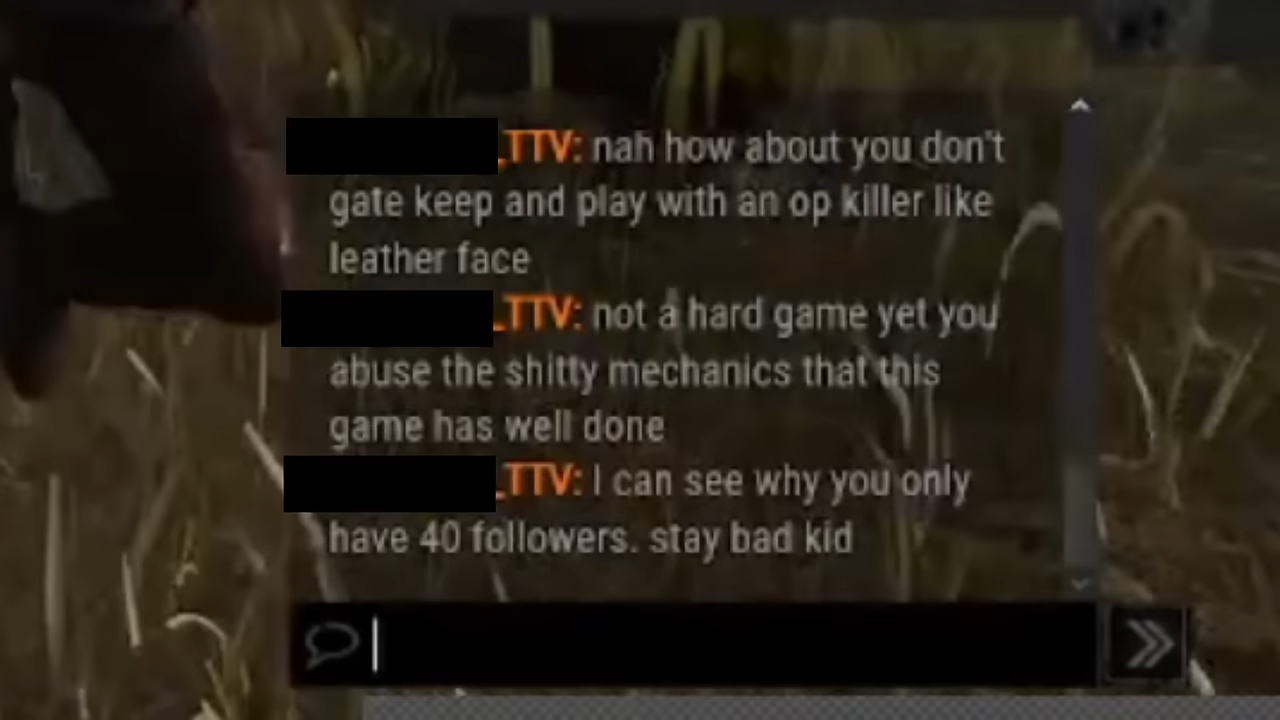 _TTV: nah how about you don't
gate keep and play with an op killer like
leather face
_TTV: not a hard game yet you
abuse the shitty mechanics that this
game has well done
_TTV: I can see why you only
have 40 followers. stay bad kid